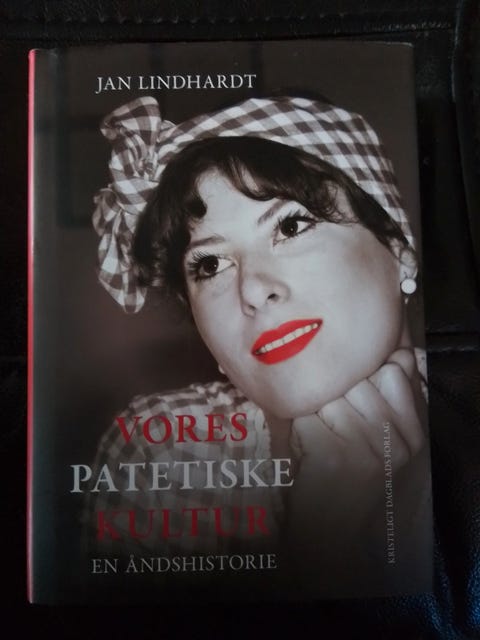 JAN LINDHARDT
VORES
PATETISKE
KULTUR
EN ÅNDSHISTORIE
KRISTELIGT DAGBLADS FORLAG